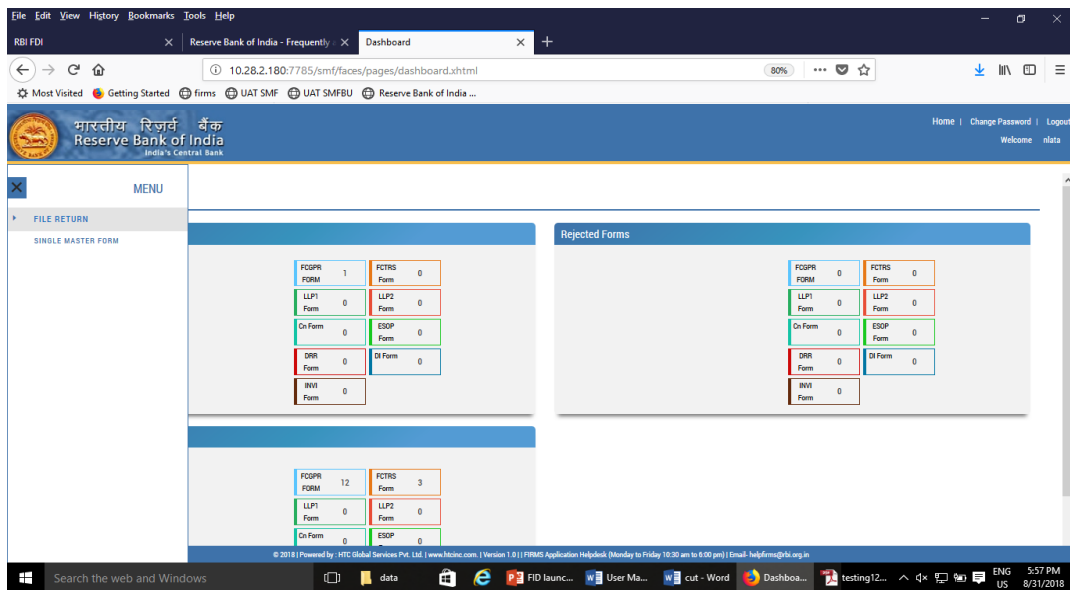 File Edit View History Bookmarks Tools Help
RBI FDI Reserve Bank of India - Frequently Dashboard
10.28.2.180:7785/smf/faces/pages/dashboard.xhtml 80%
Most Visited Getting Started firms UAT SMF UAT SMFBU Reserve Bank of India ...
भारतीय रिज़र्व बैंक
Reserve Bank of India
India's Central Bank
Home | Change Password | Logout
Welcome nlata
MENU
FILE RETURN
SINGLE MASTER FORM
FCGPR FORM 1 FCTRS Form 0
LLP1 Form 0 LLP2 Form 0
Cn Form 0 ESOP Form 0
DRR Form 0 DI Form 0
INVI Form 0
Rejected Forms
FCGPR FORM 0 FCTRS Form 0
LLP1 Form 0 LLP2 Form 0
Cn Form 0 ESOP Form 0
DRR Form 0 DI Form 0
INVI Form 0
FCGPR FORM 12 FCTRS Form 3
LLP1 Form 0 LLP2 Form 0
Cn Form 0 ESOP 0
© 2018 | Powered by : HTC Global Services Pvt. Ltd. | www.htcinc.com. | Version 1.0 | | FIRMS Application Helpdesk (Monday to Friday 10:30 am to 6:00 pm) | Email- helpfirms@rbi.org.in
Search the web and Windows data FID launc... User Ma... cut - Word Dashboa... testing12... ENG US 5:57 PM 8/31/2018